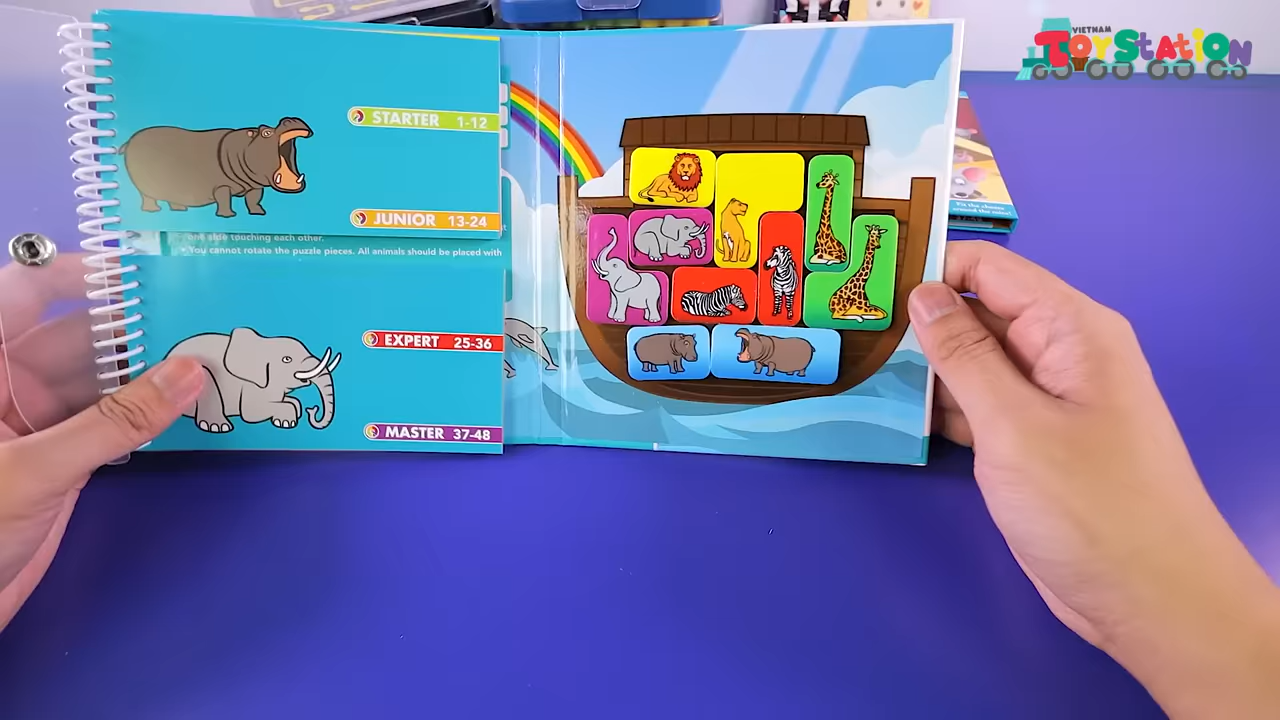 VIETNAM
TOYStAtiON
STARTER 1-12
JUNIOR 13-24
one side touching each other.
• You cannot rotate the puzzle pieces. All animals should be placed with
EXPERT 25-36
MASTER 37-48